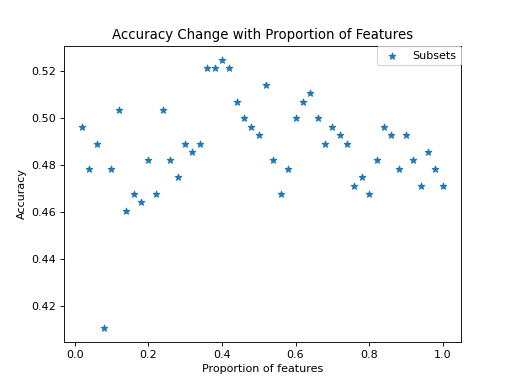 Accuracy Change with Proportion of Features
Subsets
Accuracy
0.52
0.50
0.48
0.46
0.44
0.42
0.0 0.2 0.4 0.6 0.8 1.0
Proportion of features